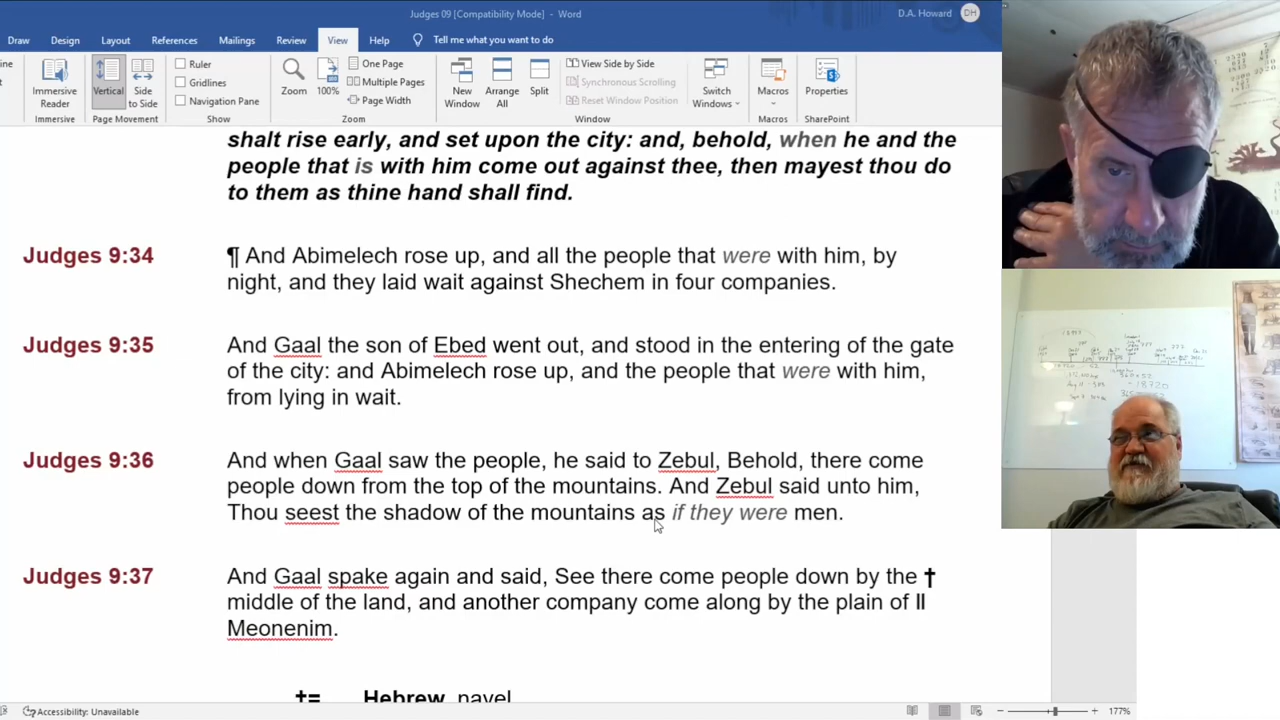 Judges 09 [Compatibility Mode] - Word
D.A. Howard DH
Draw Design Layout References Mailings Review View Help Tell me what you want to do
Immersive Reader
Vertical
Side to Side
Ruler
Gridlines
Navigation Pane
Zoom
100%
One Page
Multiple Pages
Page Width
New Window
Arrange All
Split
View Side by Side
Synchronous Scrolling
Reset Window Position
Switch Windows
Macros
Properties
Immersive Page Movement Show Zoom Window Macros SharePoint
shalt rise early, and set upon the city: and, behold, when he and the
people that is with him come out against thee, then mayest thou do
to them as thine hand shall find.
Judges 9:34 ¶ And Abimelech rose up, and all the people that were with him, by
night, and they laid wait against Shechem in four companies.
Judges 9:35 And Gaal the son of Ebed went out, and stood in the entering of the gate
of the city: and Abimelech rose up, and the people that were with him,
from lying in wait.
Judges 9:36 And when Gaal saw the people, he said to Zebul, Behold, there come
people down from the top of the mountains. And Zebul said unto him,
Thou seest the shadow of the mountains as if they were men.
Judges 9:37 And Gaal spake again and said, See there come people down by the †
middle of the land, and another company come along by the plain of ll
Meonenim.
†= Hebrew, navel
Accessibility: Unavailable
177%